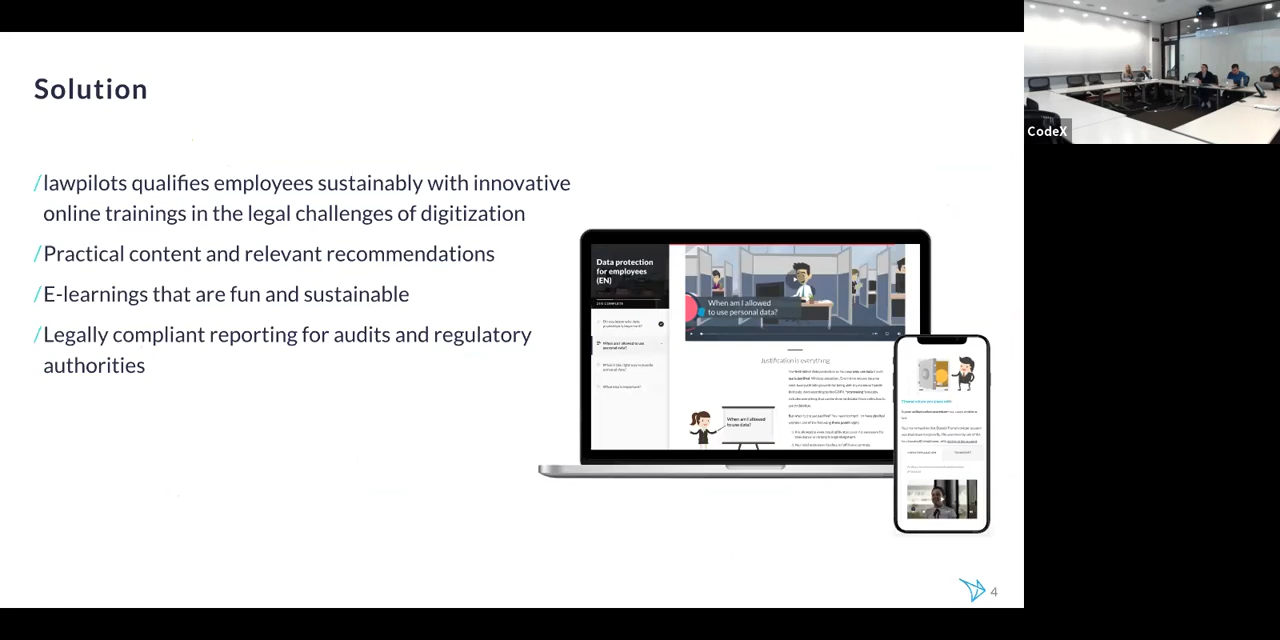 Solution
/lawpilots qualifies employees sustainably with innovative
online trainings in the legal challenges of digitization
/Practical content and relevant recommendations
/E-learnings that are fun and sustainable
/Legally compliant reporting for audits and regulatory
authorities
Data protection
for employees
(EN)
When am I allowed
to use personal data?
Justification is everything
When am I allowed
to use data?
4
CodeX